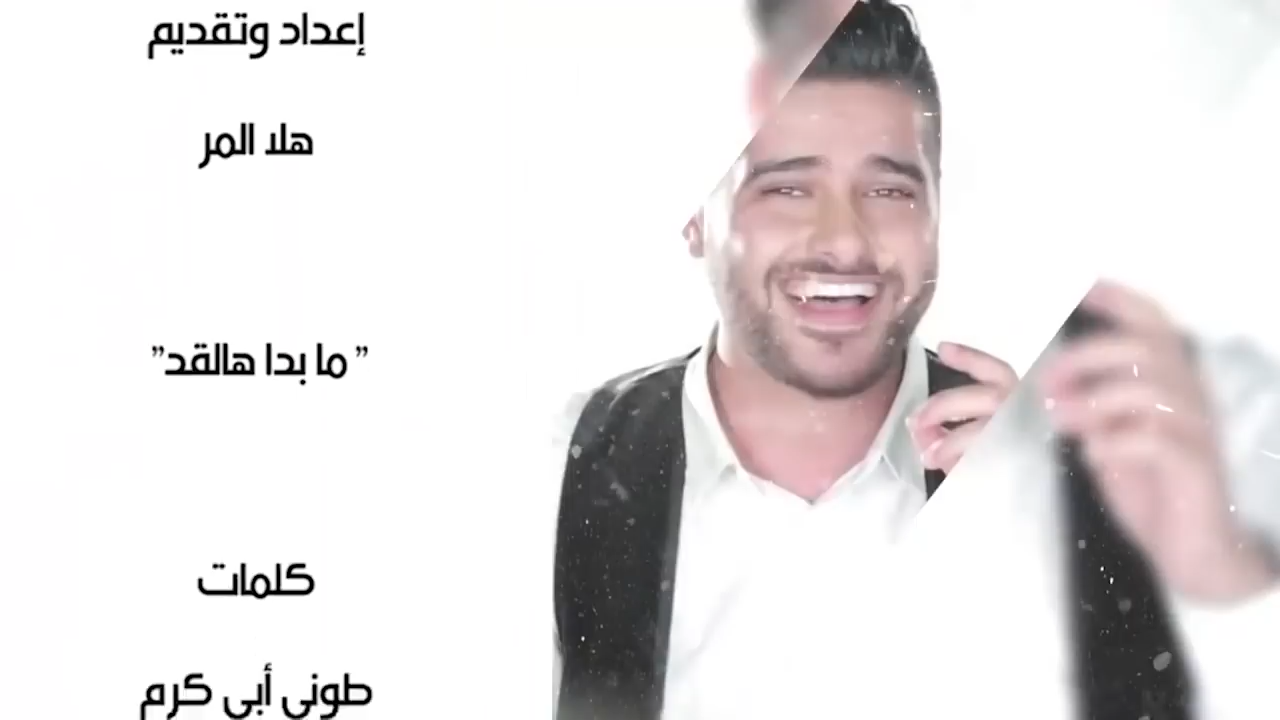 إعداد وتقديم
هلا المر
” ما بدا هالقد”
كلمات
طوني أبي كرم